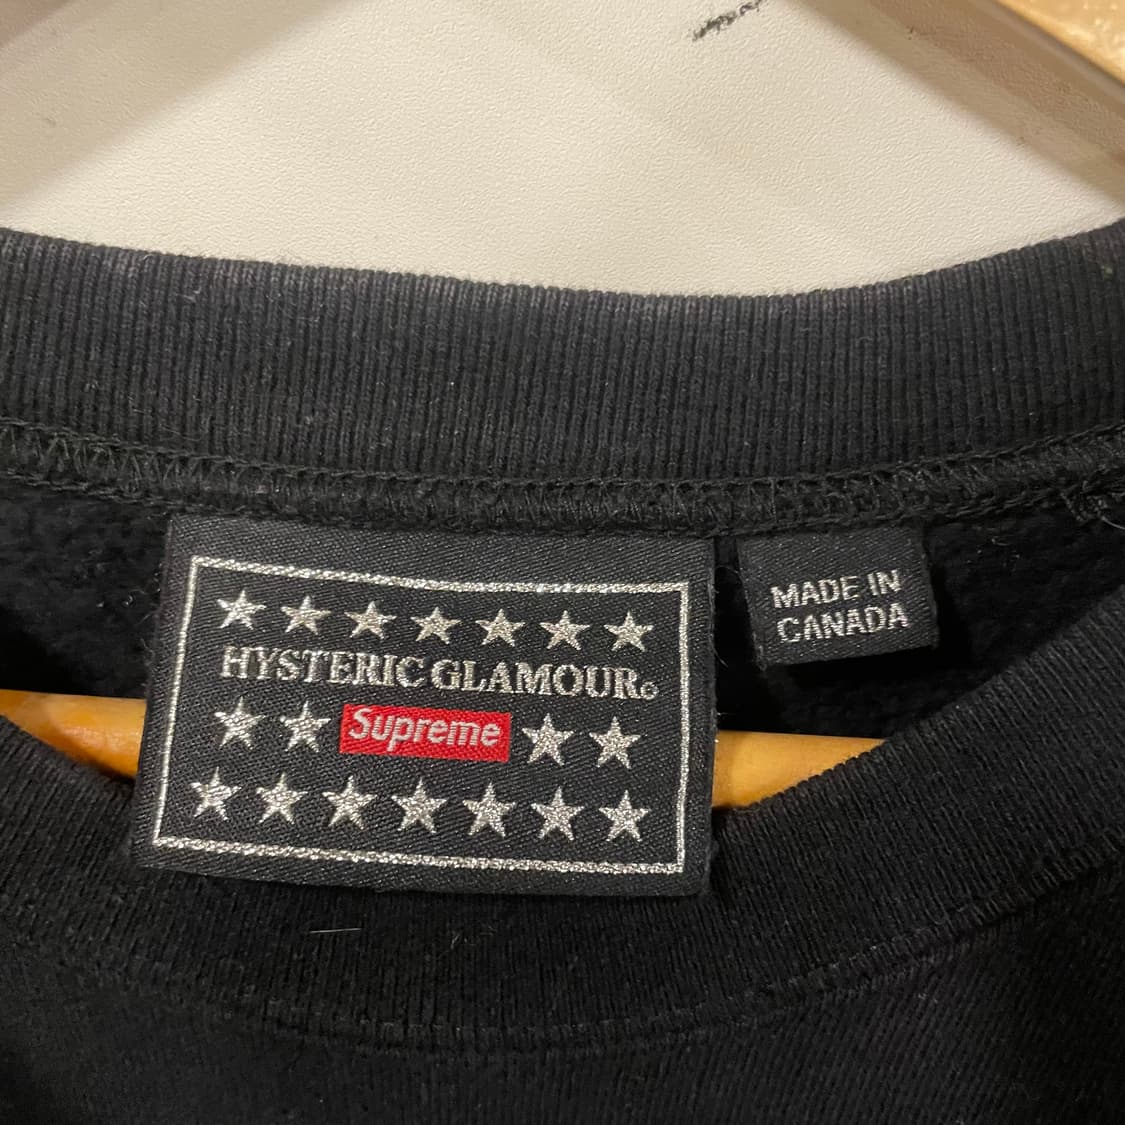 HYSTERIC GLAMOUR.
Supreme
MADE IN
CANADA